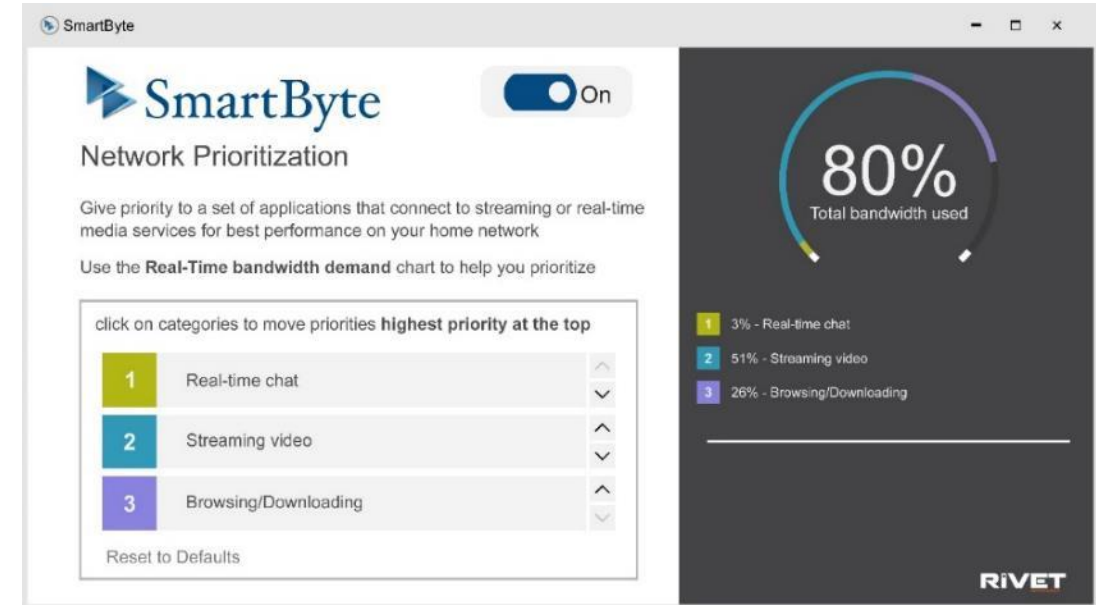 SmartByte
SmartByte
On
Network Prioritization
Give priority to a set of applications that connect to streaming or real-time
media services for best performance on your home network
Use the Real-Time bandwidth demand chart to help you prioritize
click on categories to move priorities highest priority at the top
1 Real-time chat
2 Streaming video
3 Browsing/Downloading
Reset to Defaults
80%
Total bandwidth used
1 3% - Real-time chat
2 51% - Streaming video
3 26% - Browsing/Downloading
RiVET